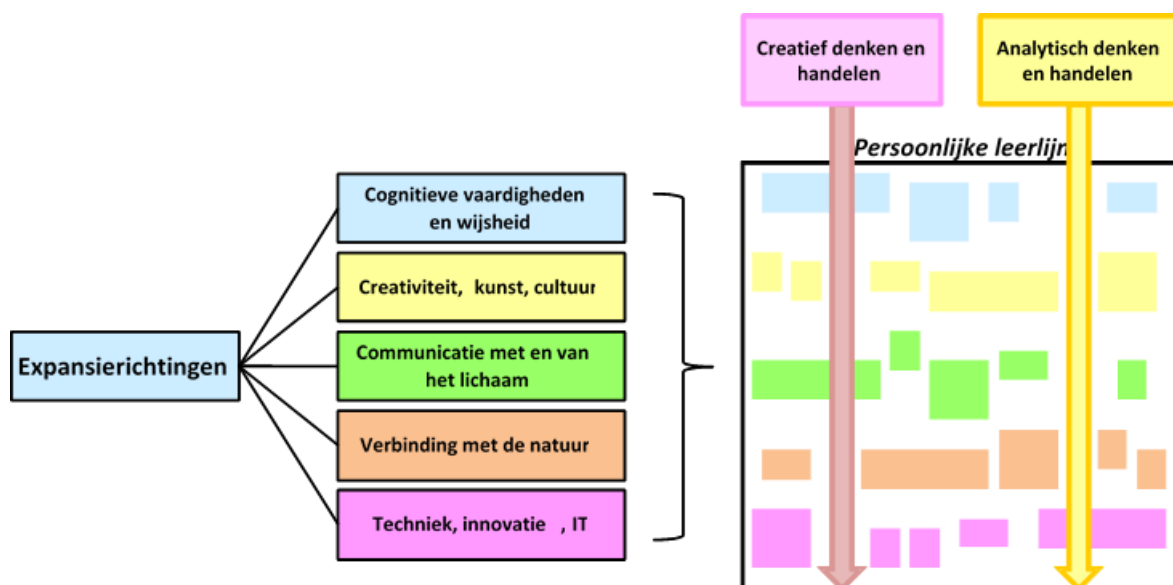 Creatief denken en
handelen
Analytisch denken
en handelen
Persoonlijke leerlijn
Cognitieve vaardigheden
en wijsheid
Creativiteit, kunst, cultuur
Expansierichtingen
Communicatie met en van
het lichaam
Verbinding met de natuur
Techniek, innovatie , IT